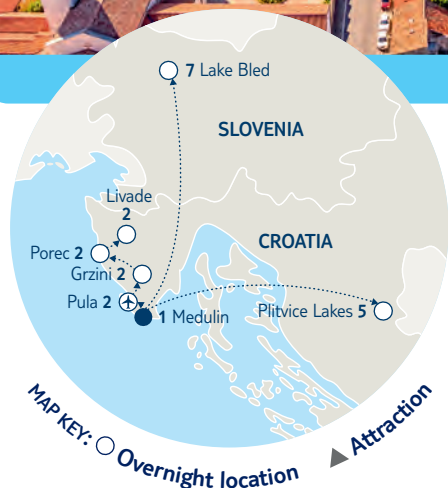 7 Lake Bled
SLOVENIA
Livade
2
CROATIA
Porec 2
Grzini 2
Pula 2
1 Medulin
Plitvice Lakes 5
MAP KEY: Overnight location Attraction